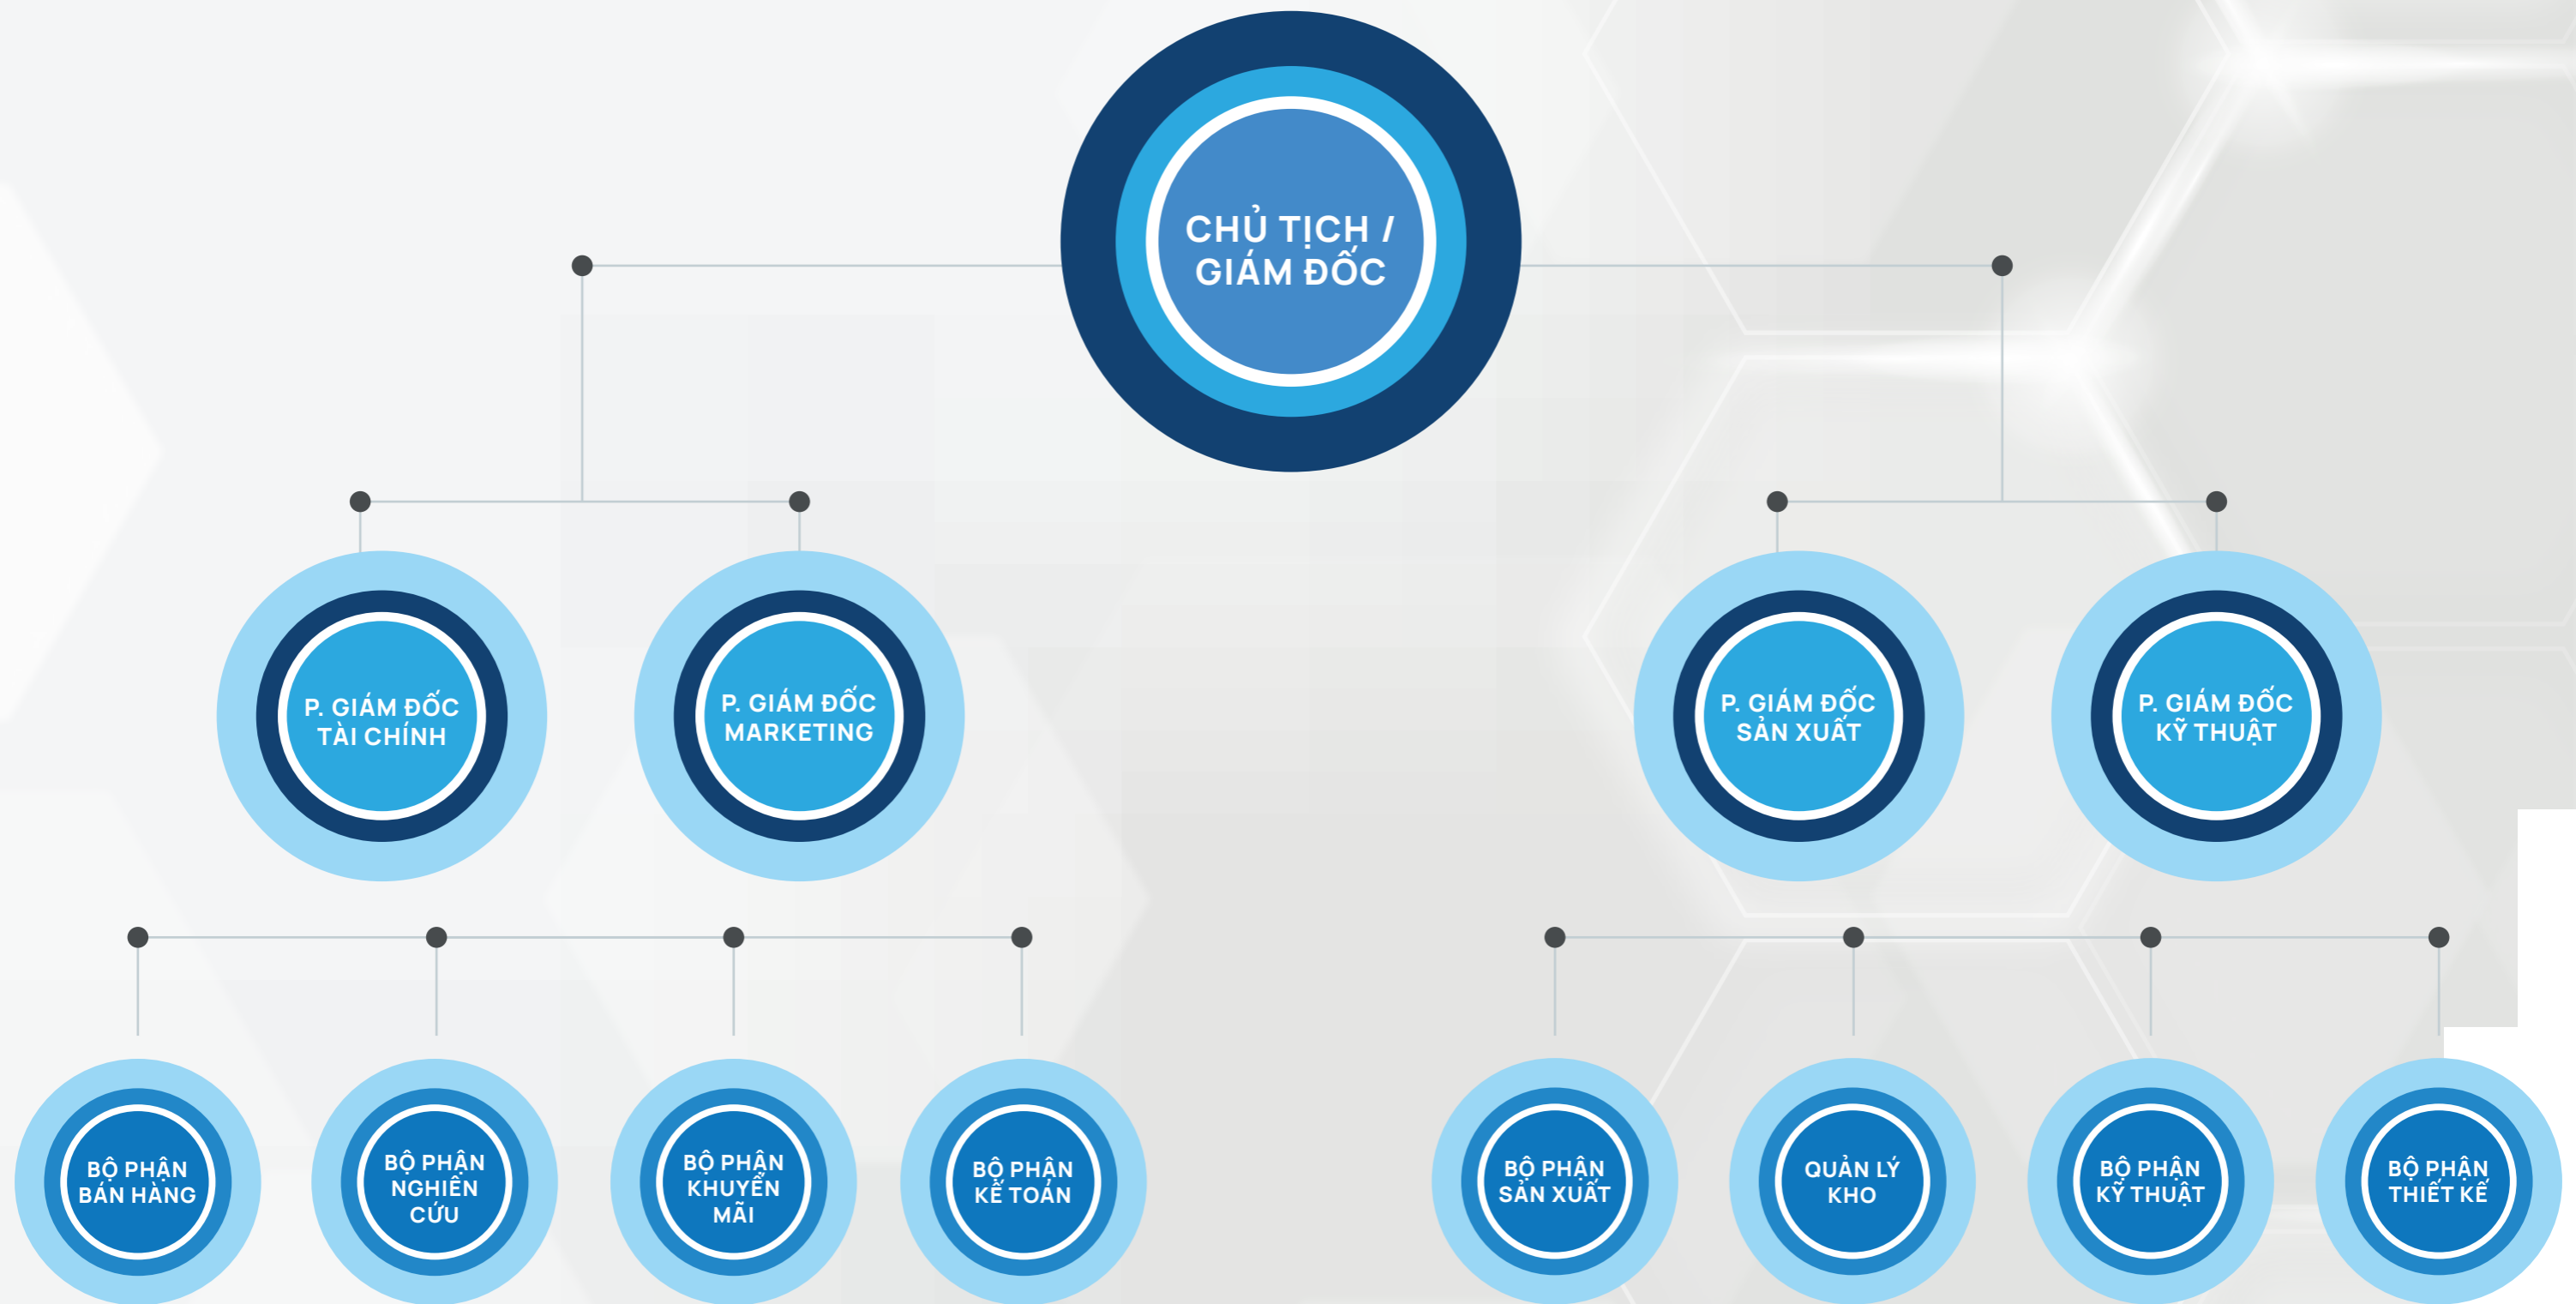 CHỦ TỊCH /
GIÁM ĐỐC
P. GIÁM ĐỐC
TÀI CHÍNH
P. GIÁM ĐỐC
MARKETING
P. GIÁM ĐỐC
SẢN XUẤT
P. GIÁM ĐỐC
KỸ THUẬT
BỘ PHẬN
BÁN HÀNG
BỘ PHẬN
NGHIÊN
CỨU
BỘ PHẬN
KHUYẾN
MÃI
BỘ PHẬN
KẾ TOÁN
BỘ PHẬN
SẢN XUẤT
QUẢN LÝ
KHO
BỘ PHẬN
KỸ THUẬT
BỘ PHẬN
THIẾT KẾ